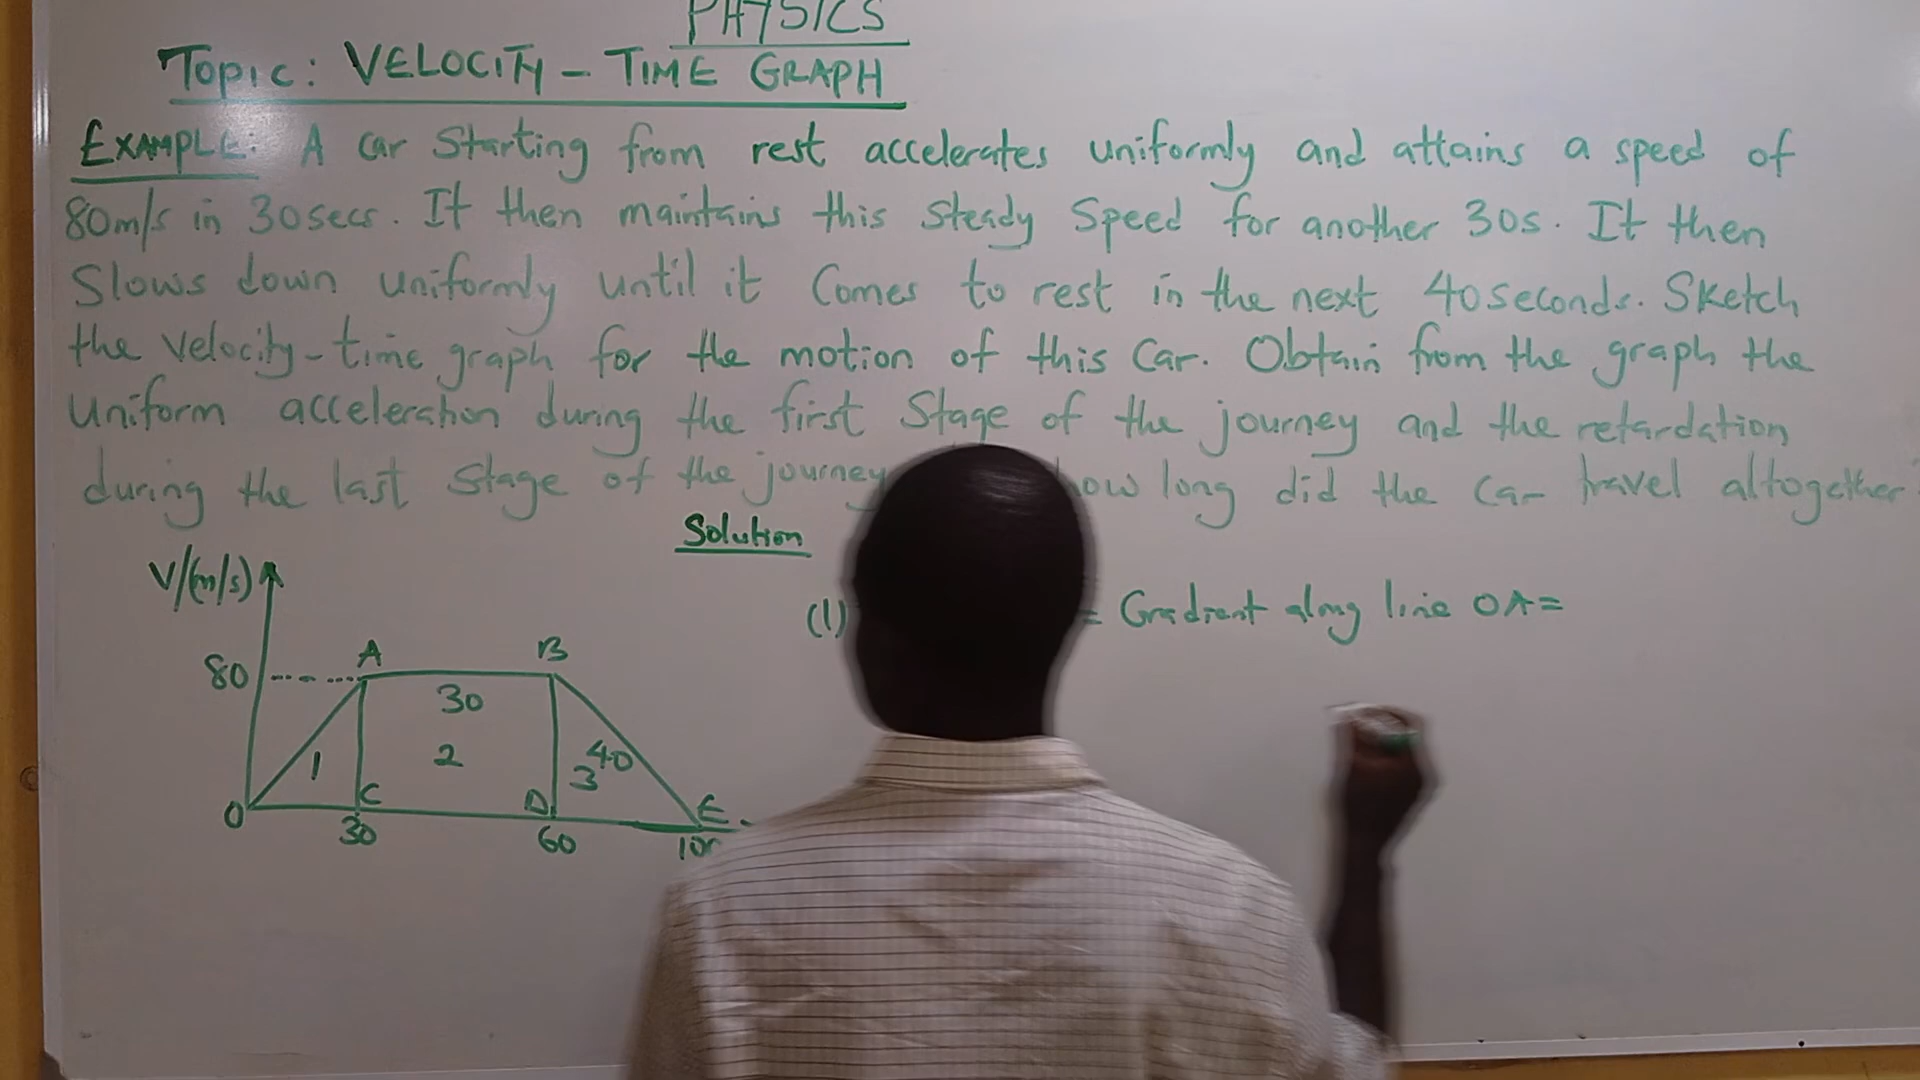 PHYSICS
Topic: VELOCITY - TIME GRAPH
EXAMPLE: A car starting from rest accelerates uniformly and attains a speed of
80m/s in 30secs. It then maintains this steady speed for another 30s. It then
slows down uniformly until it comes to rest in the next 40seconds. Sketch
the velocity-time graph for the motion of this car. Obtain from the graph the
uniform acceleration during the first stage of the journey and the retardation
during the last stage of the journey how long did the car travel altogether
Solution
V/(m/s)
(1) = Gradient along line OA =
80 A B
30
1 2 3 40
O C D E
30 60